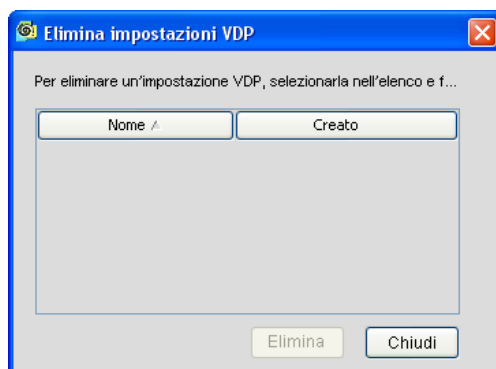 Elimina impostazioni VDP
Per eliminare un'impostazione VDP, selezionarla nell'elenco e f...
Nome Creato
Elimina Chiudi